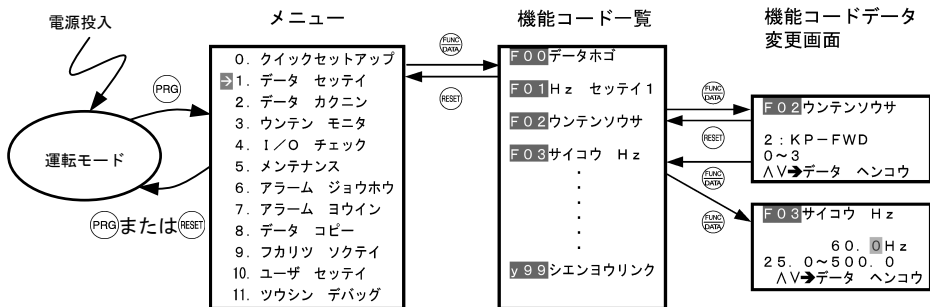 電源投入
PRG
運転モード
PRGまたはRESET
メニュー
0. クイックセットアップ
→1. データ セッテイ
2. データ カクニン
3. ウンテン モニタ
4. I/O チェック
5. メンテナンス
6. アラーム ジョウホウ
7. アラーム ヨウイン
8. データ コピー
9. フカリツ ソクテイ
10. ユーザ セッテイ
11. ツウシン デバッグ
FUNC
DATA
RESET
機能コード一覧
F00データホゴ
F01Hz セッテイ1
F02ウンテンソウサ
F03サイコウ Hz
・
・
・
・
・
・
y99シエンヨウリンク
FUNC
DATA
RESET
FUNC
DATA
FUNC
DATA
機能コードデータ
変更画面
F02ウンテンソウサ
2:KP-FWD
0~3
∧∨→データ ヘンコウ
F03サイコウ Hz
60.0Hz
25.0~500.0
∧∨→データ ヘンコウ